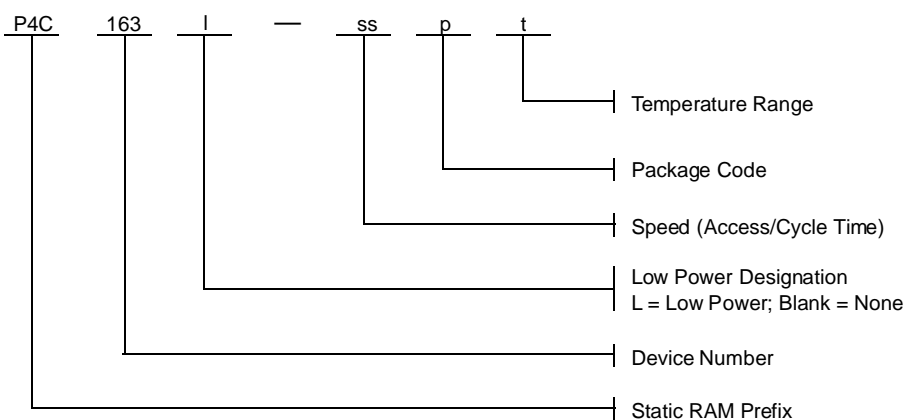 P4C 163 l — ss p t
Temperature Range
Package Code
Speed (Access/Cycle Time)
Low Power Designation
L = Low Power; Blank = None
Device Number
Static RAM Prefix